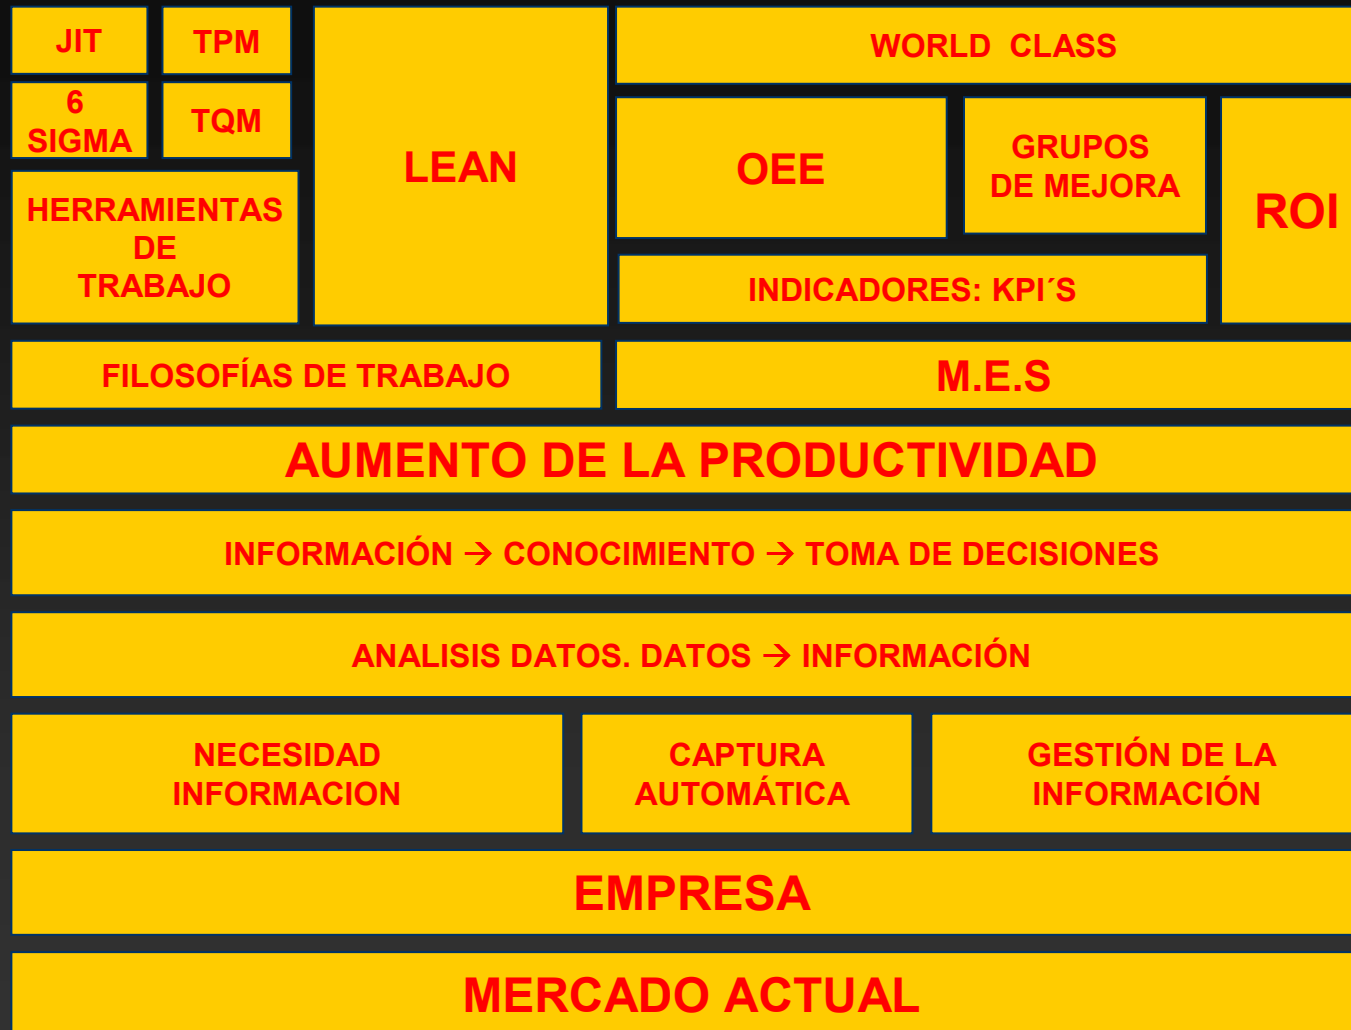 JIT
TPM
6
SIGMA
TQM
HERRAMIENTAS
DE
TRABAJO
LEAN
WORLD CLASS
OEE
GRUPOS
DE MEJORA
ROI
INDICADORES: KPI´S
FILOSOFÍAS DE TRABAJO
M.E.S
AUMENTO DE LA PRODUCTIVIDAD
INFORMACIÓN → CONOCIMIENTO → TOMA DE DECISIONES
ANALISIS DATOS. DATOS → INFORMACIÓN
NECESIDAD
INFORMACION
CAPTURA
AUTOMÁTICA
GESTIÓN DE LA
INFORMACIÓN
EMPRESA
MERCADO ACTUAL